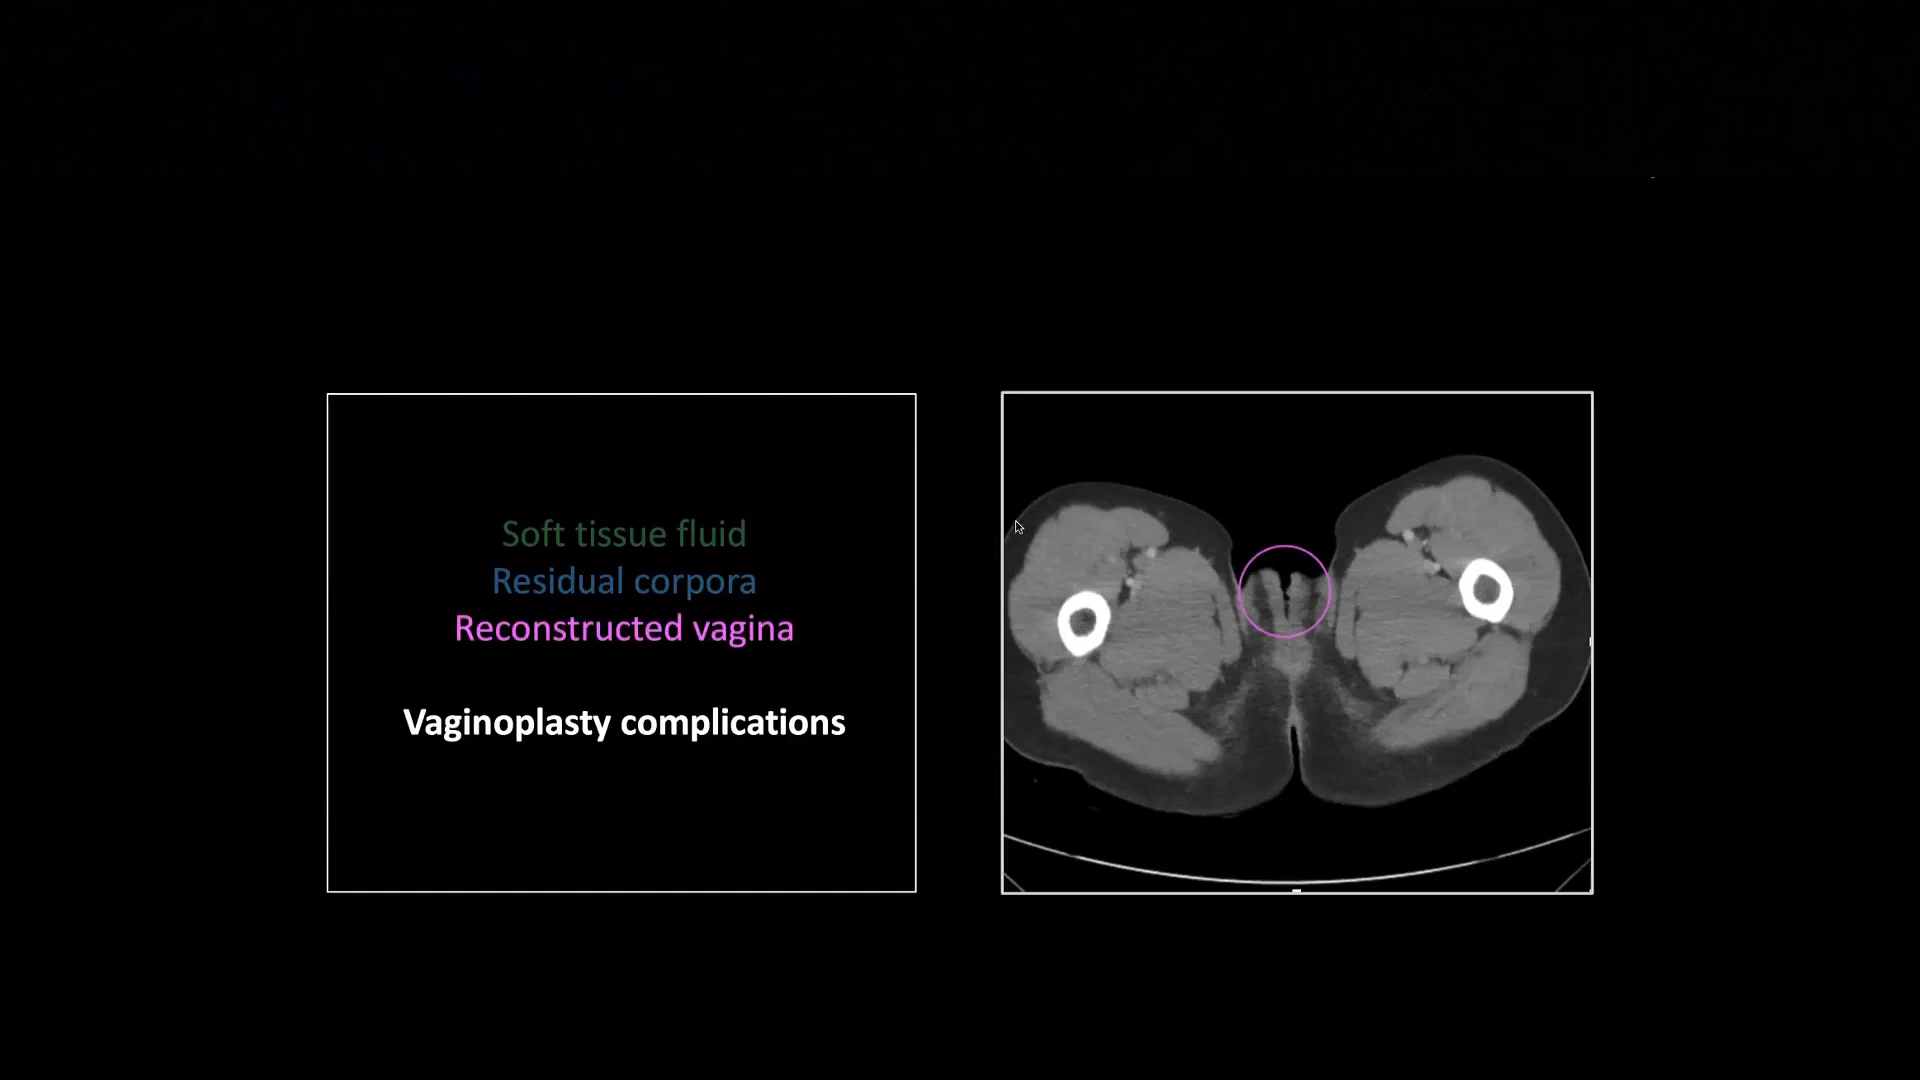 Soft tissue fluid
Residual corpora
Reconstructed vagina
Vaginoplasty complications